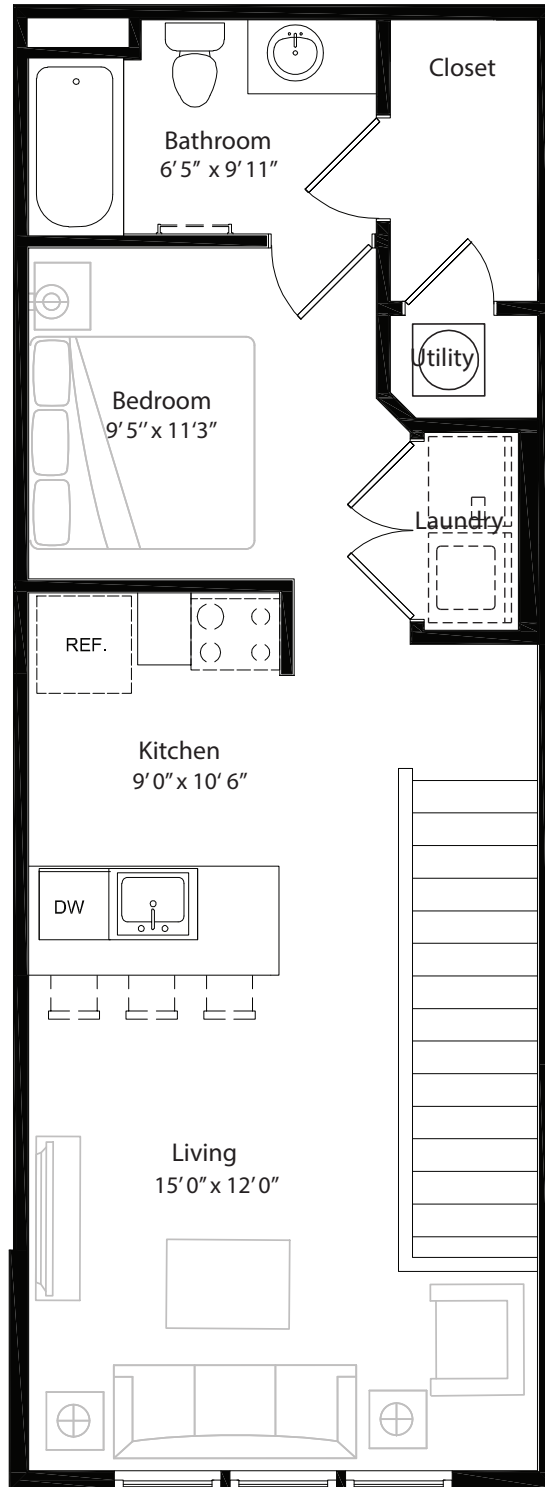 Closet
Bathroom
6’5” x 9’11”
Utility
Bedroom
9’5’’ x 11‘3”
Laundry
REF.
Kitchen
9’0” x 10‘6”
DW
Living
15’0” x 12’0”